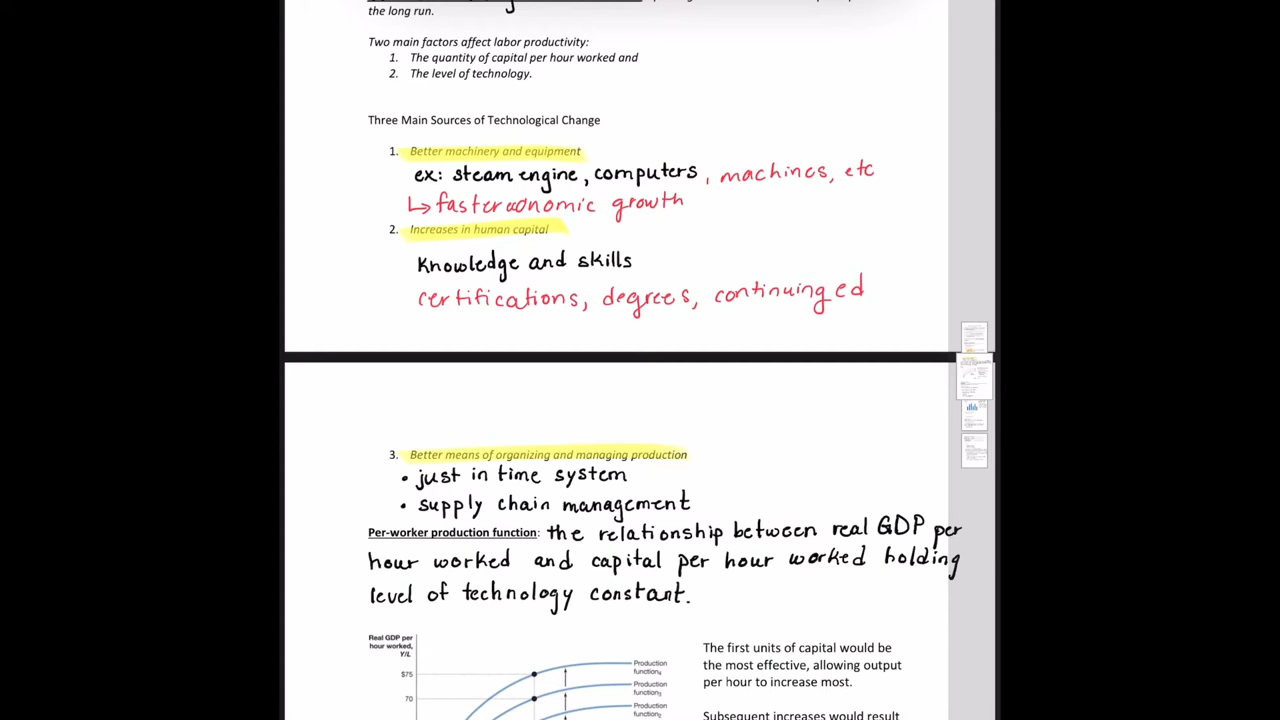 the long run.
Two main factors affect labor productivity:
1. The quantity of capital per hour worked and
2. The level of technology.
Three Main Sources of Technological Change
1. Better machinery and equipment
ex: steam engine, computers, machines, etc
↳ faster economic growth
2. Increases in human capital
Knowledge and skills
certifications, degrees, continuing ed
3. Better means of organizing and managing production
• just in time system
• supply chain management
Per-worker production function: the relationship between real GDP per
hour worked and capital per hour worked holding
level of technology constant.
Real GDP per
hour worked,
Y/L
$75
70
Production
function4
Production
function3
Production
function2
The first units of capital would be
the most effective, allowing output
per hour to increase most.
Subsequent increases would result